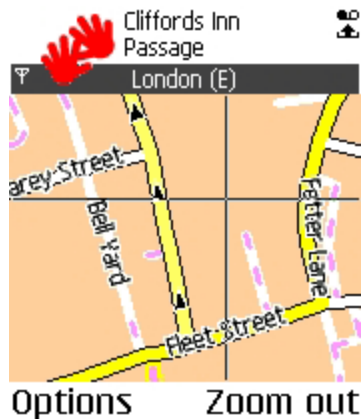 Cliffords Inn
Passage
London (E)
arey Street
Bell Yard
Fetter Lane
Fleet Street
Options Zoom out